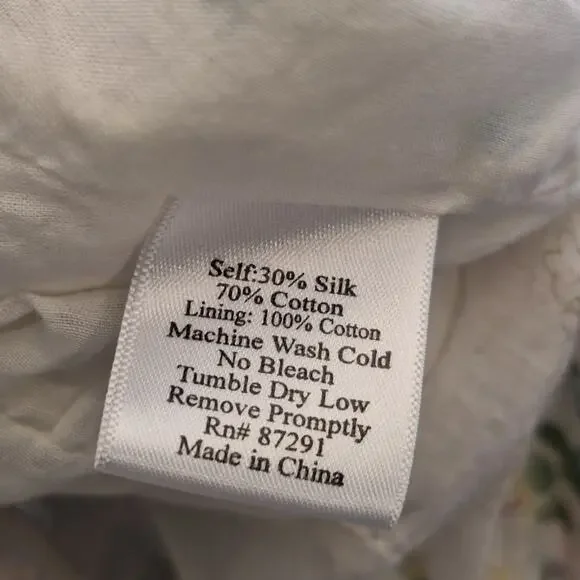 Self:30% Silk
70% Cotton
Lining: 100% Cotton
Machine Wash Cold
No Bleach
Tumble Dry Low
Remove Promptly
Rn# 87291
Made in China